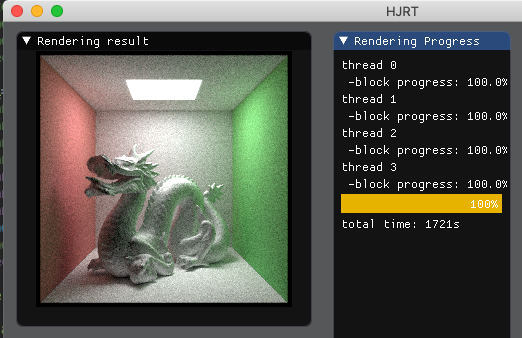 HJRT
Rendering result
Rendering Progress
thread 0
-block progress: 100.0%
thread 1
-block progress: 100.0%
thread 2
-block progress: 100.0%
thread 3
-block progress: 100.0%
100%
total time: 1721s